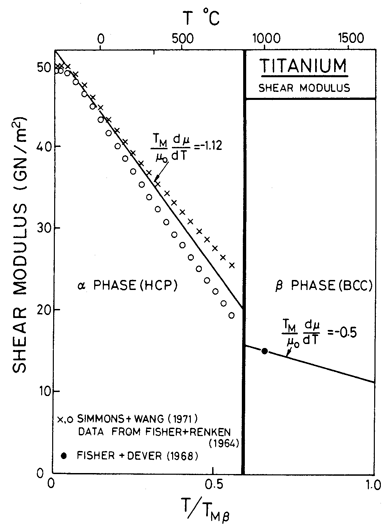 T °C
0 500 1000 1500
TITANIUM
SHEAR MODULUS
SHEAR MODULUS (GN/m²)
50
40
30
20
10
0
T_M/μ₀ dμ/dT =-1.12
α PHASE (HCP)
β PHASE (BCC)
T_M/μ₀ dμ/dT =-0.5
×,o SIMMONS + WANG (1971)
DATA FROM FISHER+RENKEN
(1964)
● FISHER + DEVER (1968)
0 0.5 1.0
T/T_Mβ